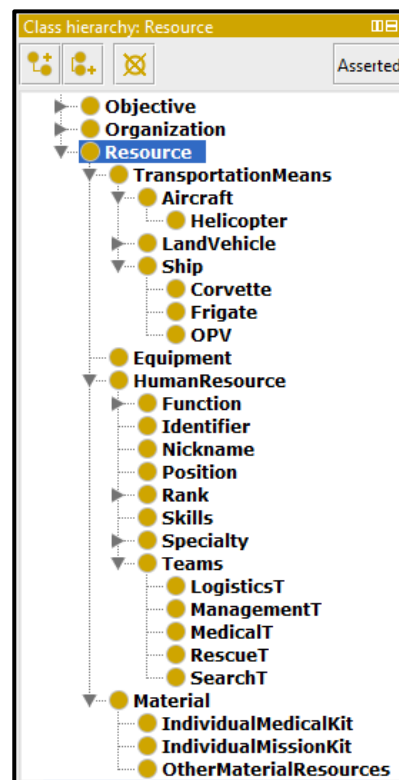 Class hierarchy: Resource
Asserted
Objective
Organization
Resource
TransportationMeans
Aircraft
Helicopter
LandVehicle
Ship
Corvette
Frigate
OPV
Equipment
HumanResource
Function
Identifier
Nickname
Position
Rank
Skills
Specialty
Teams
LogisticsT
ManagementT
MedicalT
RescueT
SearchT
Material
IndividualMedicalKit
IndividualMissionKit
OtherMaterialResources